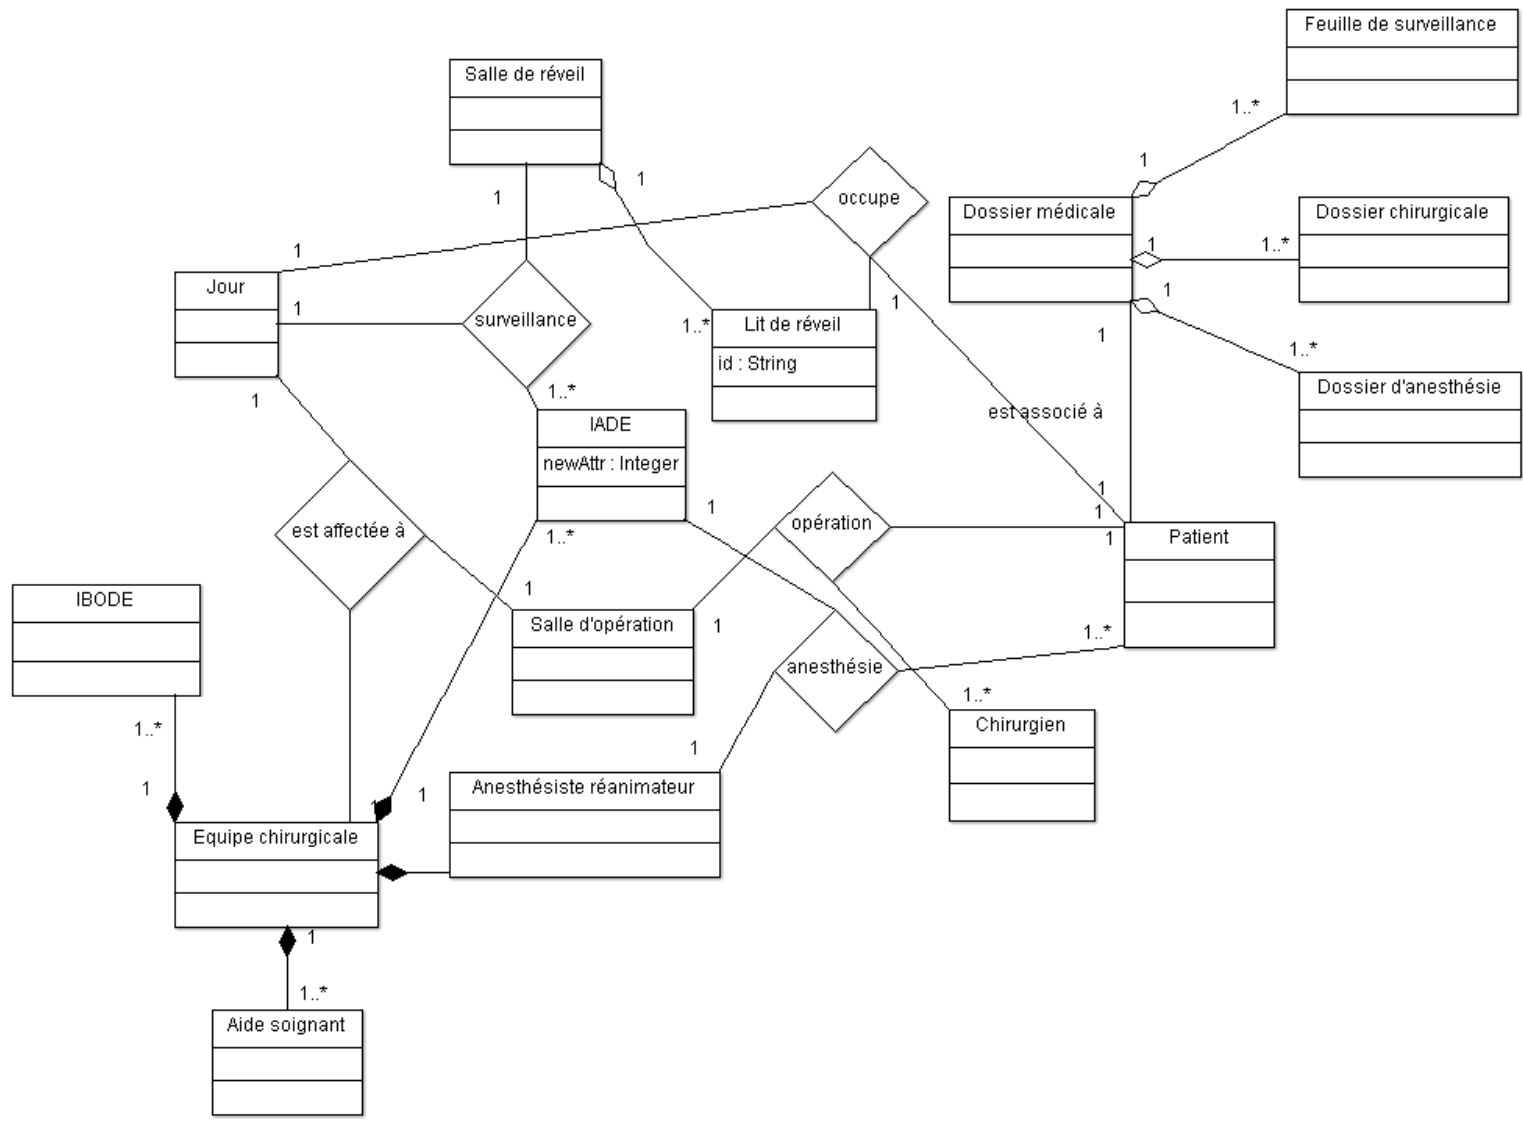 Feuille de surveillance
Salle de réveil
1..*
1
1
1
occupe
Dossier médicale
Dossier chirurgicale
1
1
1..*
Jour
1
surveillance
1
1
1..*
Lit de réveil
id : String
1
1..*
Dossier d'anesthésie
1
1..*
IADE
newAttr : Integer
est associé à
1
1
1
1
opération
est affectée à
1..*
Patient
1
IBODE
1
Salle d'opération
1
1..*
anesthésie
1..*
Chirurgien
1..*
1
Anesthésiste réanimateur
1
1
1
Equipe chirurgicale
1
1..*
Aide soignant